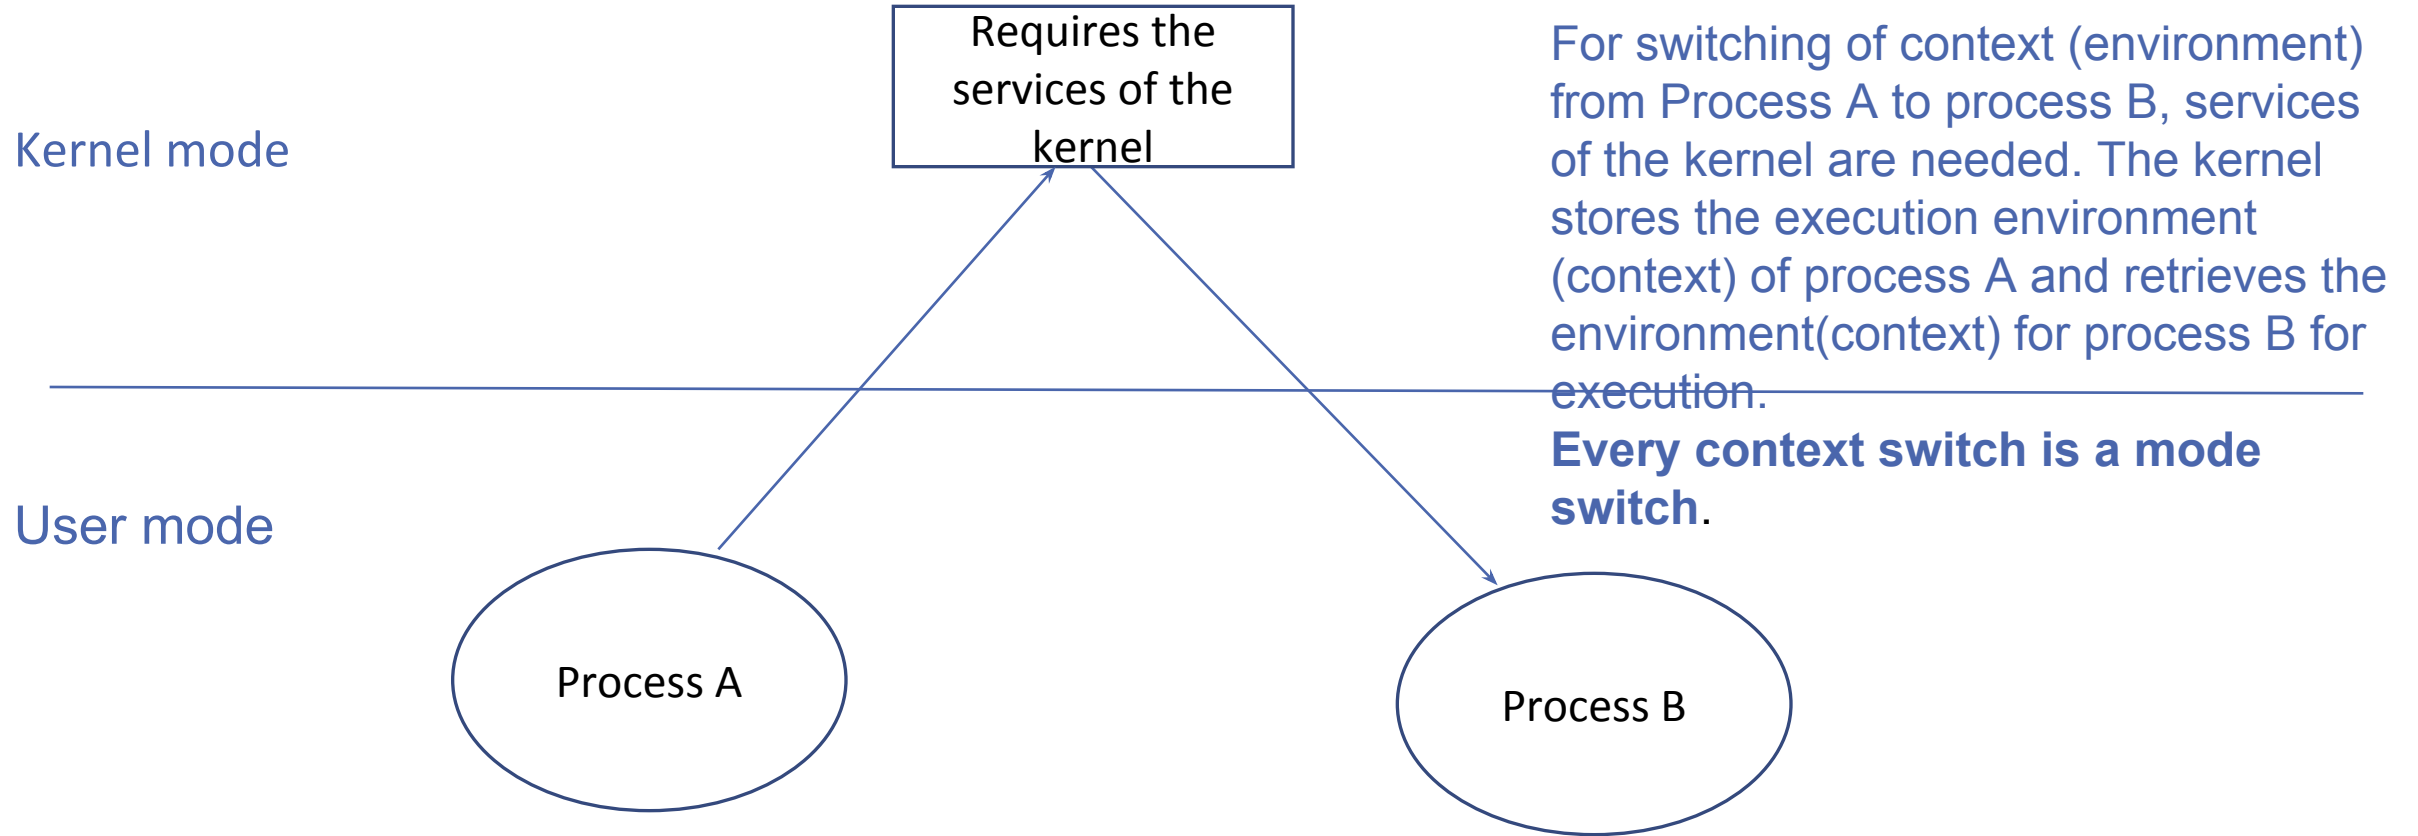 Requires the
services of the
kernel
For switching of context (environment)
from Process A to process B, services
of the kernel are needed. The kernel
stores the execution environment
(context) of process A and retrieves the
environment(context) for process B for
execution.
Every context switch is a mode
switch.
Kernel mode
User mode
Process A
Process B